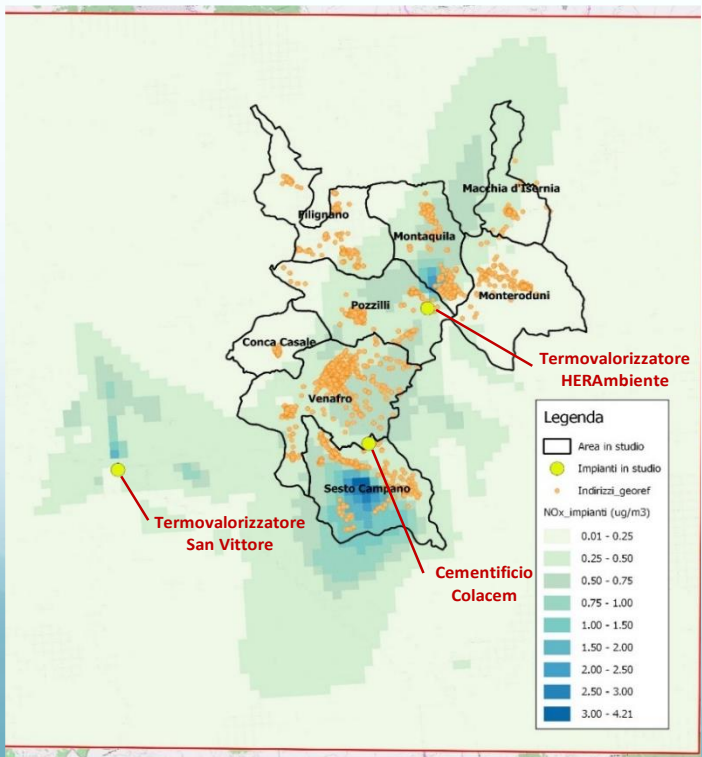 Macchia d'Isernia
Filignano
Montaquila
Monteroduni
Pozzilli
Conca Casale
Venafro
Sesto Campano
Termovalorizzatore
HERAmbiente
Termovalorizzatore
San Vittore
Cementificio
Colacem
Legenda
Area in studio
Impianti in studio
Indirizzi_georef
NOx_impianti (ug/m3)
0.01 - 0.25
0.25 - 0.50
0.50 - 0.75
0.75 - 1.00
1.00 - 1.50
1.50 - 2.00
2.00 - 2.50
2.50 - 3.00
3.00 - 4.21